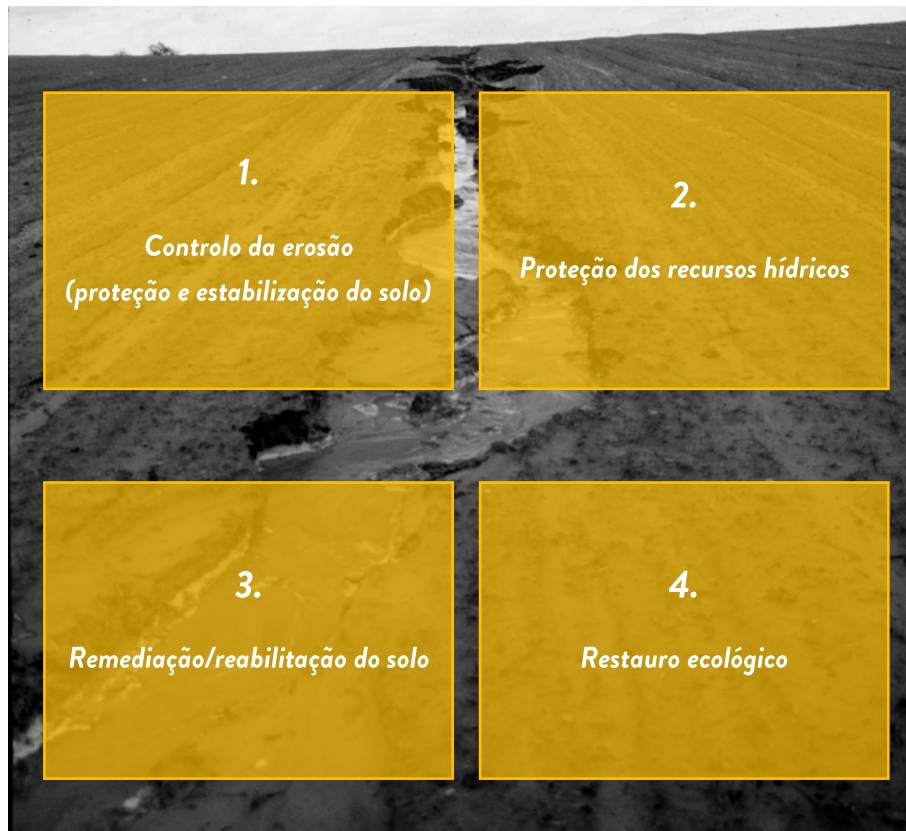 1.
Controlo da erosão
(proteção e estabilização do solo)
2.
Proteção dos recursos hídricos
3.
Remediação/reabilitação do solo
4.
Restauro ecológico